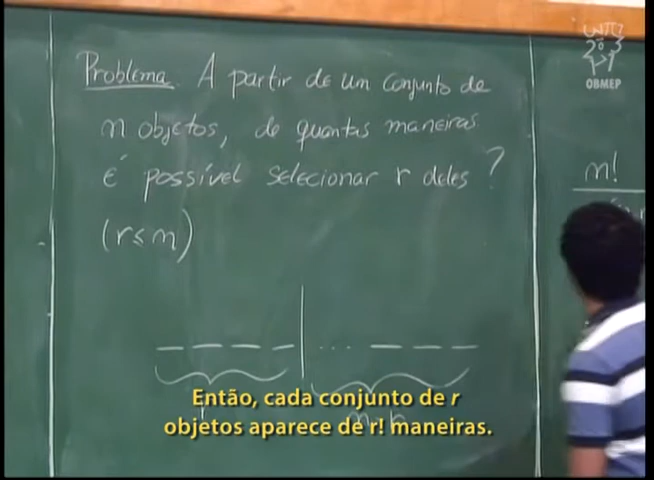 Problema. A partir de um conjunto de
n objetos, de quantas maneiras
é possível selecionar r deles?
(r ≤ n)
n!
Então, cada conjunto de r
objetos aparece de r! maneiras.
OBMEP